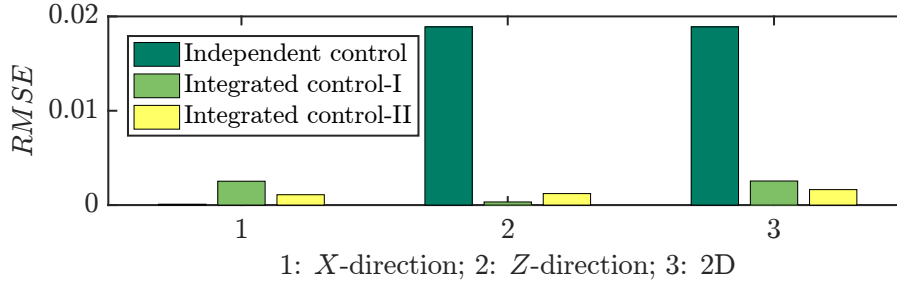 0.02
0.01
0
RMSE
Independent control
Integrated control-I
Integrated control-II
1 2 3
1: X-direction; 2: Z-direction; 3: 2D